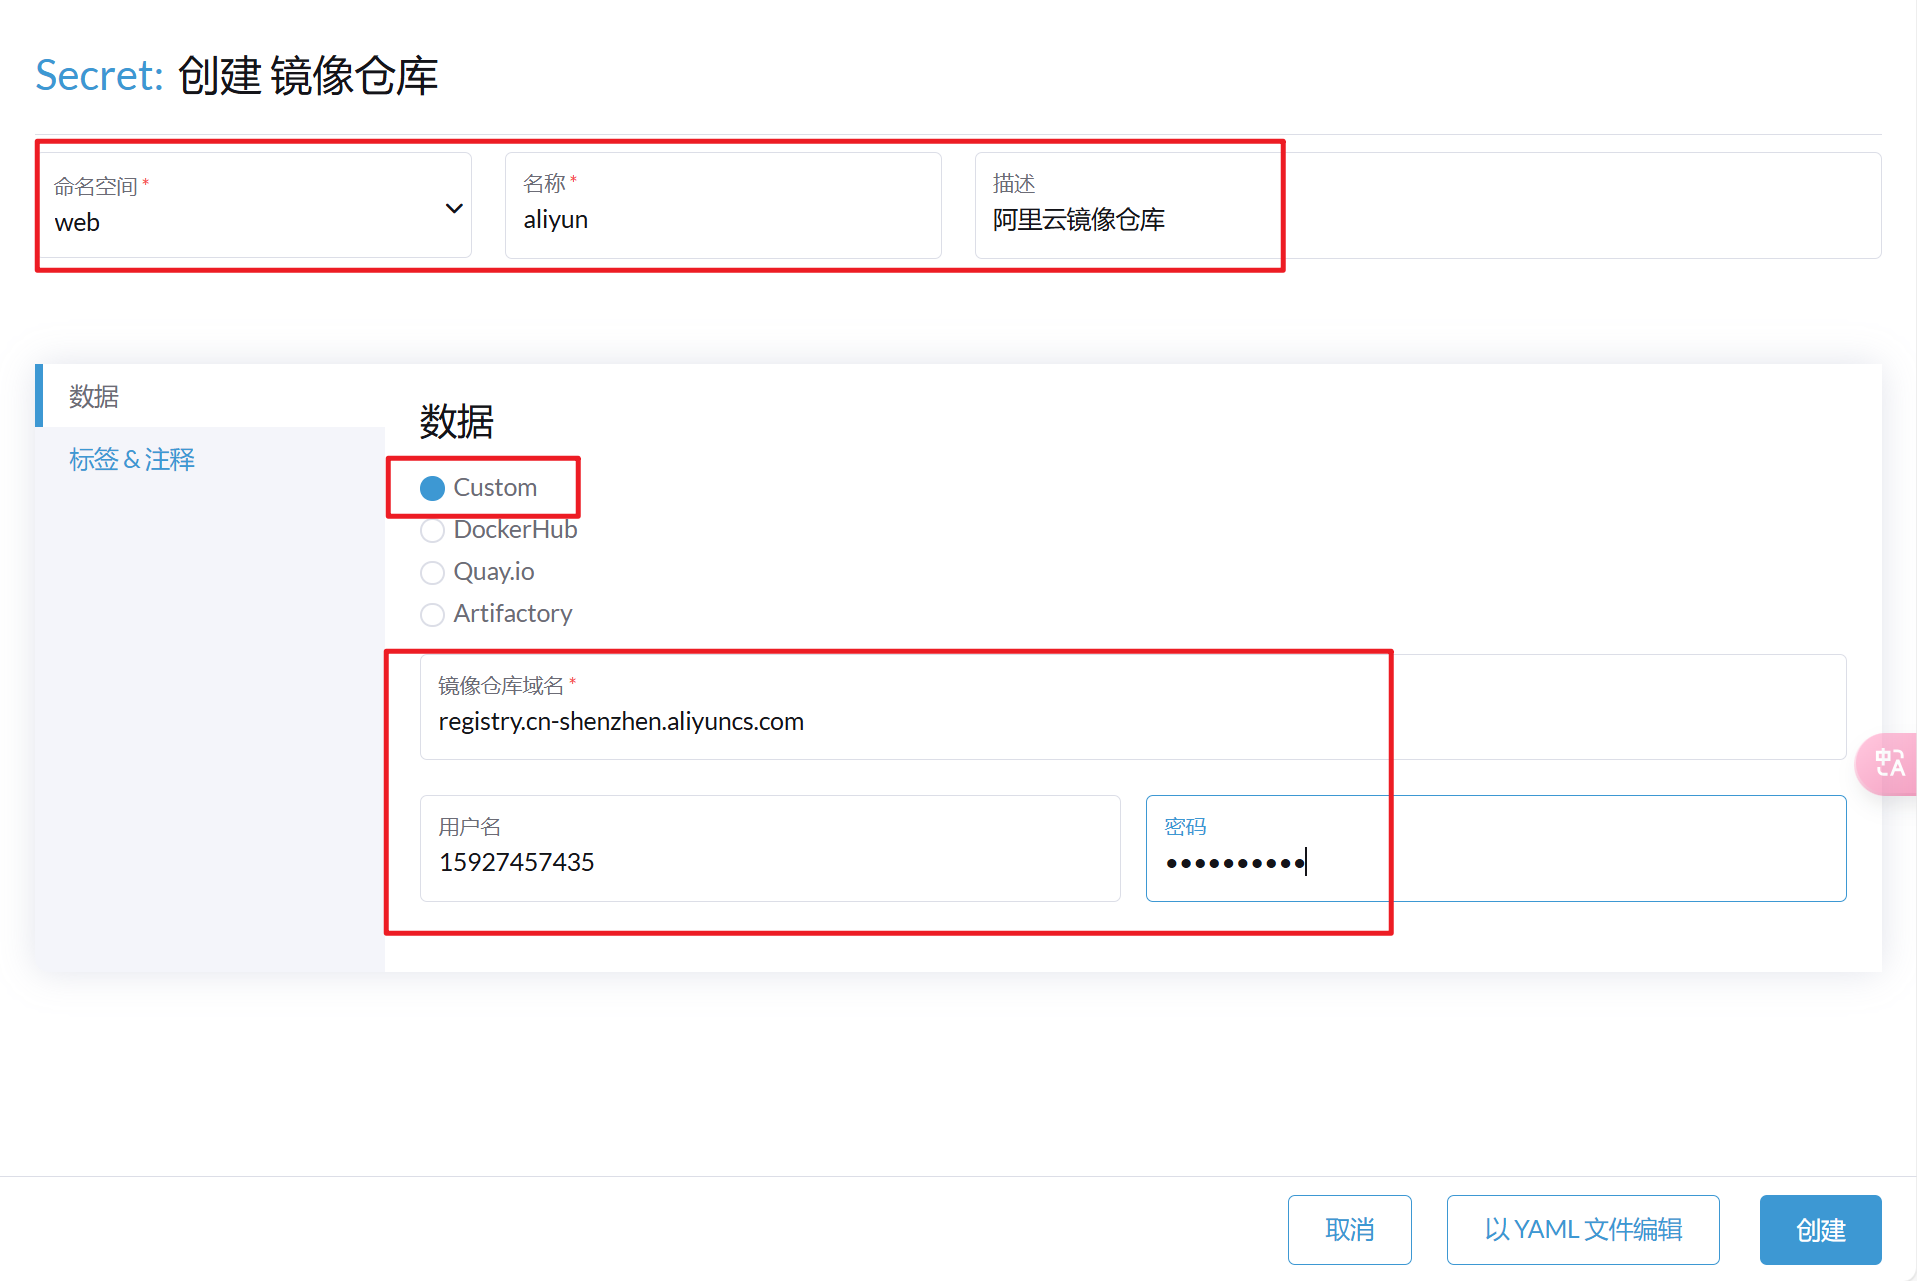 Secret: 创建 镜像仓库
命名空间 *
web
名称 *
aliyun
描述
阿里云镜像仓库
数据
标签 & 注释
数据
Custom
DockerHub
Quay.io
Artifactory
镜像仓库域名 *
registry.cn-shenzhen.aliyuncs.com
用户名
15927457435
密码
••••••••••
中A
取消
以 YAML 文件编辑
创建